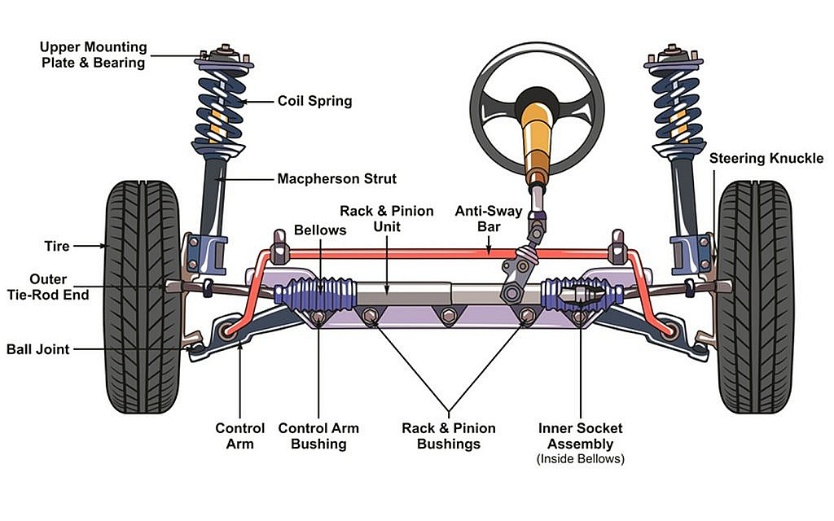 Upper Mounting
Plate & Bearing
Coil Spring
Steering Knuckle
Macpherson Strut
Rack & Pinion
Unit
Anti-Sway
Bar
Bellows
Tire
Outer
Tie-Rod End
Ball Joint
Control
Arm
Control Arm
Bushing
Rack & Pinion
Bushings
Inner Socket
Assembly
(Inside Bellows)